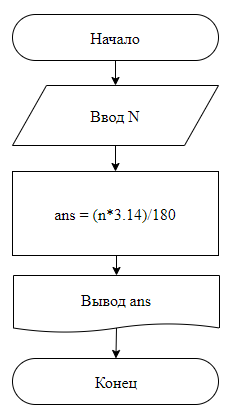 Начало
Ввод N
ans = (n*3.14)/180
Вывод ans
Конец